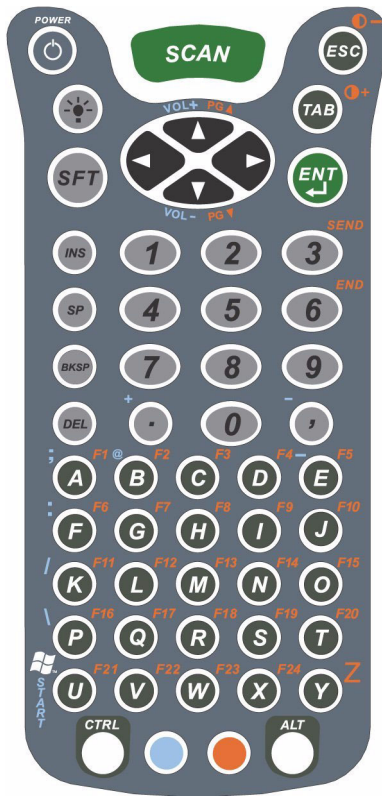 POWER
SCAN
ESC
TAB
+
VOL+ PG▲
SFT
ENT
VOL- PG▼
SEND
INS 1 2 3
END
SP 4 5 6
BKSP 7 8 9
+ -
DEL . 0 ,
; F1 @ F2 F3 F4 – F5
A B C D E
: F6 F7 F8 F9 F10
F G H I J
/ F11 F12 F13 F14 F15
K L M N O
\ F16 F17 F18 F19 F20
P Q R S T
START F21 F22 F23 F24 Z
U V W X Y
CTRL ALT